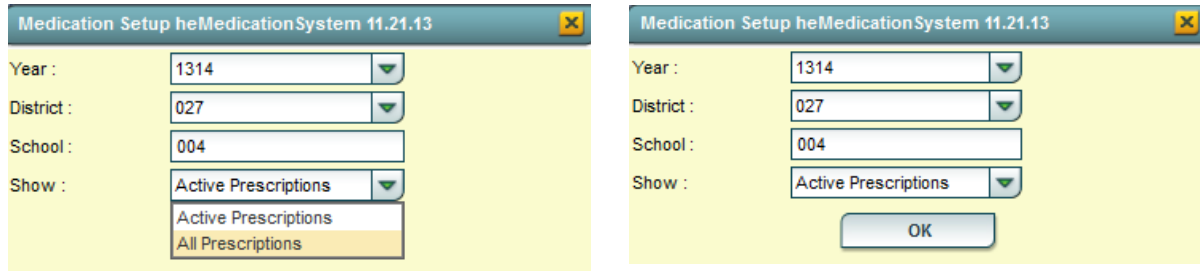 Medication Setup heMedicationSystem 11.21.13
Year :
1314
District :
027
School :
004
Show :
Active Prescriptions
Active Prescriptions
All Prescriptions
Medication Setup heMedicationSystem 11.21.13
Year :
1314
District :
027
School :
004
Show :
Active Prescriptions
OK